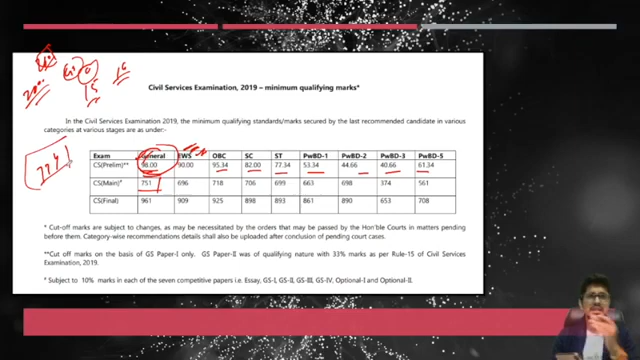 Civil Services Examination, 2019 – minimum qualifying marks*
In the Civil Services Examination, 2019, the minimum qualifying standards/marks secured by the last recommended candidate in various
categories at various stages are as under:-
Exam General EWS OBC SC ST PwBD-1 PwBD-2 PwBD-3 PwBD-5
CS(Prelim)** 98.00 90.00 95.34 82.00 77.34 53.34 44.66 40.66 61.34
CS(Main)# 751 696 718 706 699 663 698 374 561
CS(Final) 961 909 925 898 893 861 890 653 708
* Cut-off marks are subject to changes, as may be necessitated by the orders that may be passed by the Hon'ble Courts in matters pending
before them. Category-wise recommendations details shall also be uploaded after conclusion of pending court cases.
**Cut off marks on the basis of GS Paper-I only. GS Paper-II was of qualifying nature with 33% marks as per Rule-15 of Civil Services
Examination, 2019.
# Subject to 10% marks in each of the seven competitive papers i.e. Essay, GS-I, GS-II, GS-III, GS-IV, Optional-I and Optional-II.